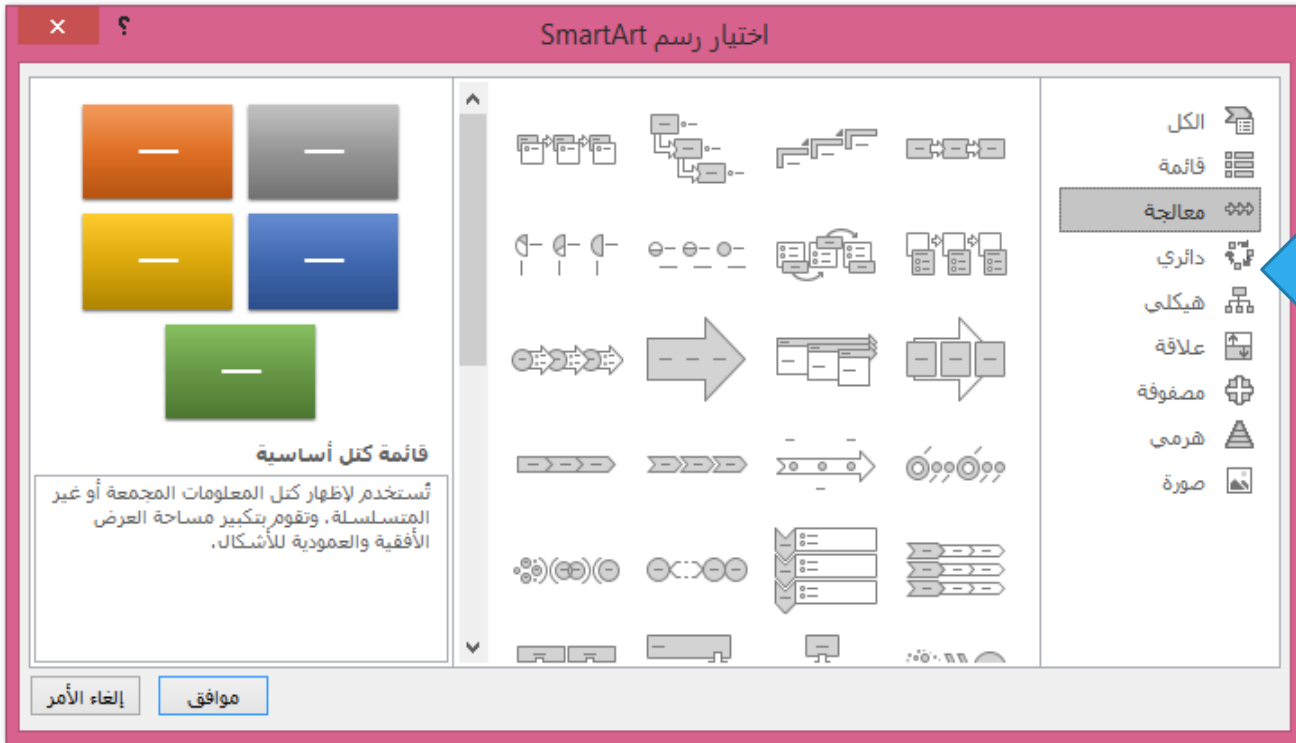 اختيار رسم SmartArt
؟
الكل
قائمة
معالجة
دائري
هيكلي
علاقة
مصفوفة
هرمي
صورة
قائمة كتل أساسية
تُستخدم لإظهار كتل المعلومات المجمعة أو غير
المتسلسلة. وتقوم بتكبير مساحة العرض
الأفقية والعمودية للأشكال.
موافق
إلغاء الأمر